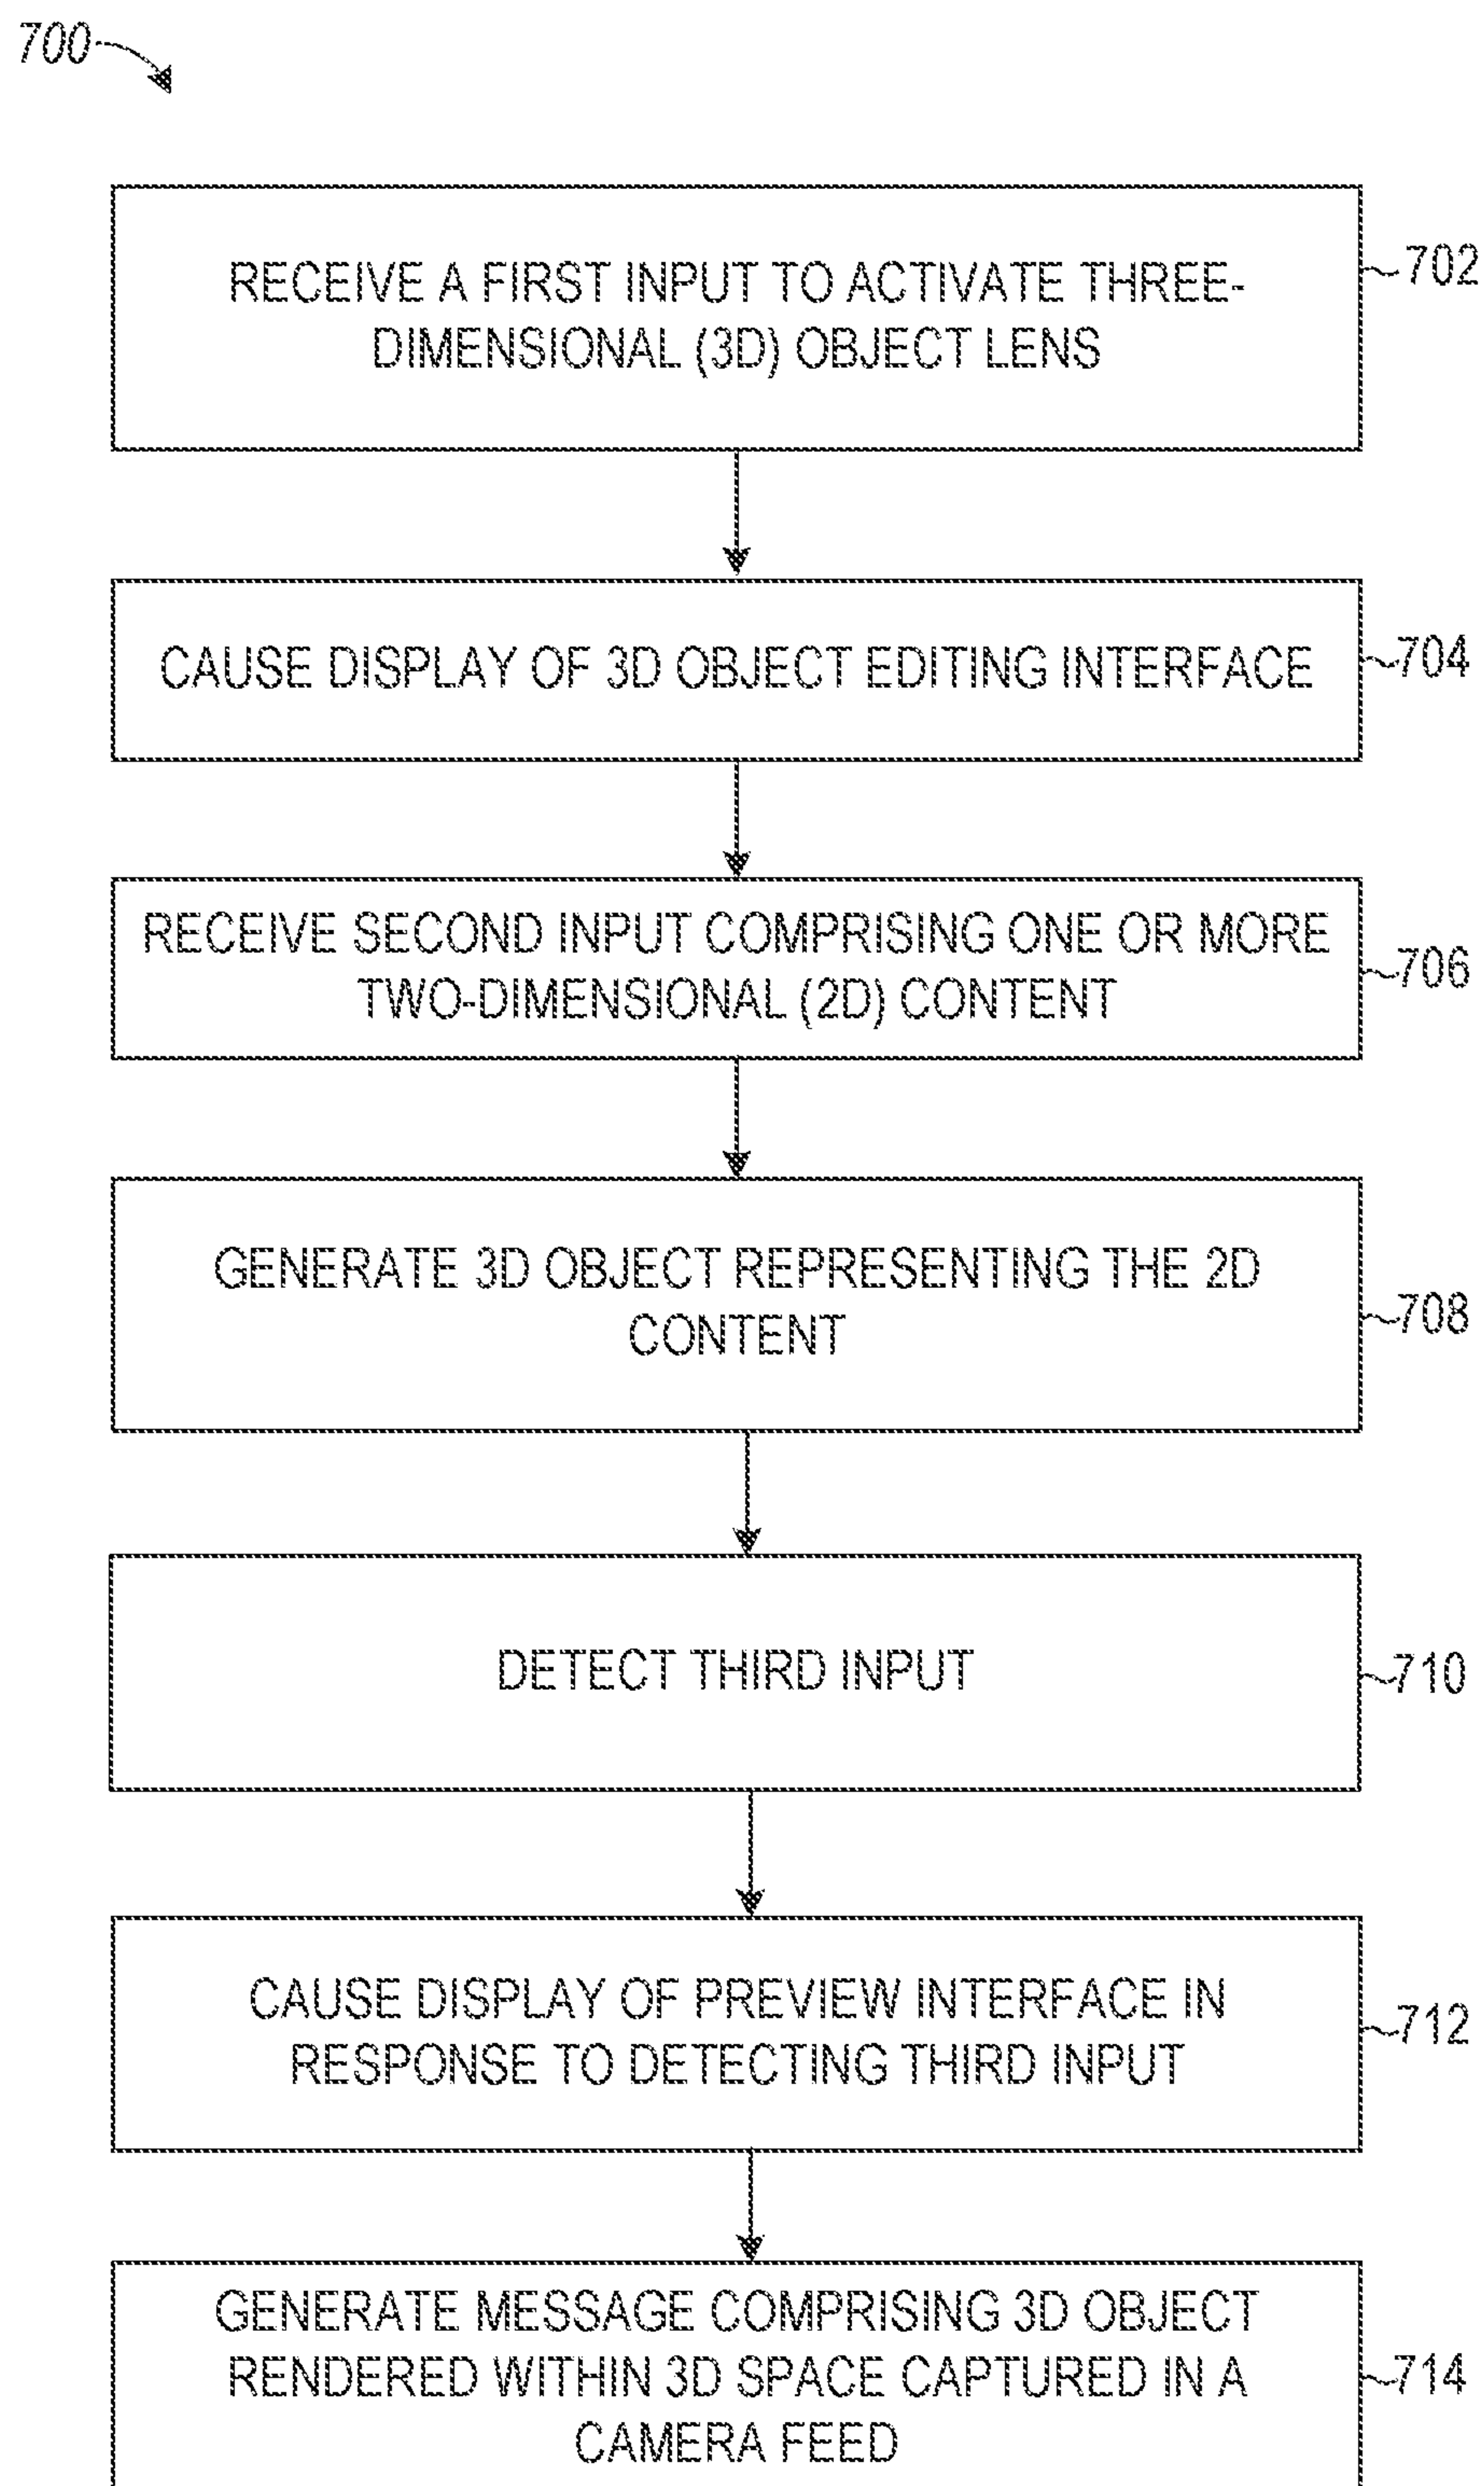 700
RECEIVE A FIRST INPUT TO ACTIVATE THREE-
DIMENSIONAL (3D) OBJECT LENS
702
CAUSE DISPLAY OF 3D OBJECT EDITING INTERFACE
704
RECEIVE SECOND INPUT COMPRISING ONE OR MORE
TWO-DIMENSIONAL (2D) CONTENT
706
GENERATE 3D OBJECT REPRESENTING THE 2D
CONTENT
708
DETECT THIRD INPUT
710
CAUSE DISPLAY OF PREVIEW INTERFACE IN
RESPONSE TO DETECTING THIRD INPUT
712
GENERATE MESSAGE COMPRISING 3D OBJECT
RENDERED WITHIN 3D SPACE CAPTURED IN A
CAMERA FEED
714